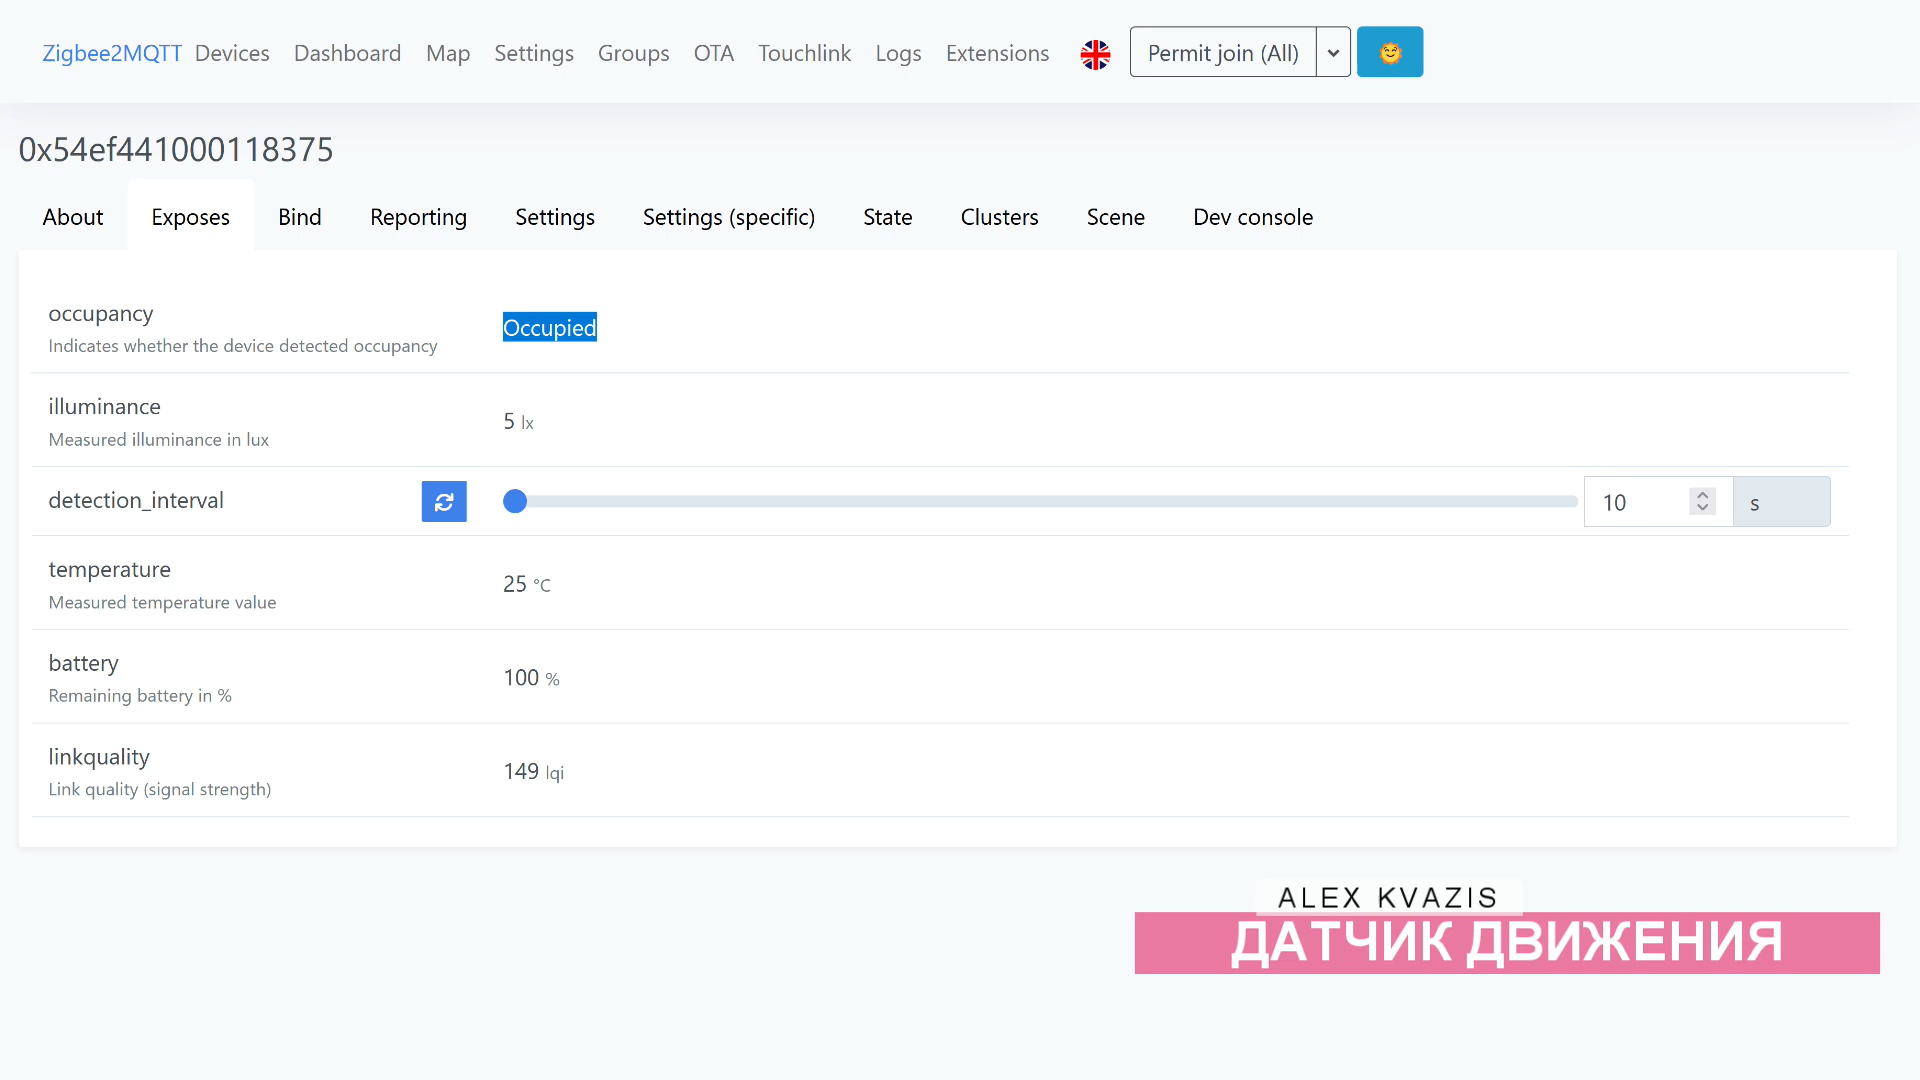 Zigbee2MQTT Devices Dashboard Map Settings Groups OTA Touchlink Logs Extensions Permit join (All)
0x54ef441000118375
About Exposes Bind Reporting Settings Settings (specific) State Clusters Scene Dev console
occupancy
Indicates whether the device detected occupancy
Occupied
illuminance
Measured illuminance in lux
5 lx
detection_interval
10 s
temperature
Measured temperature value
25 °C
battery
Remaining battery in %
100 %
linkquality
Link quality (signal strength)
149 lqi
ALEX KVAZIS
ДАТЧИК ДВИЖЕНИЯ